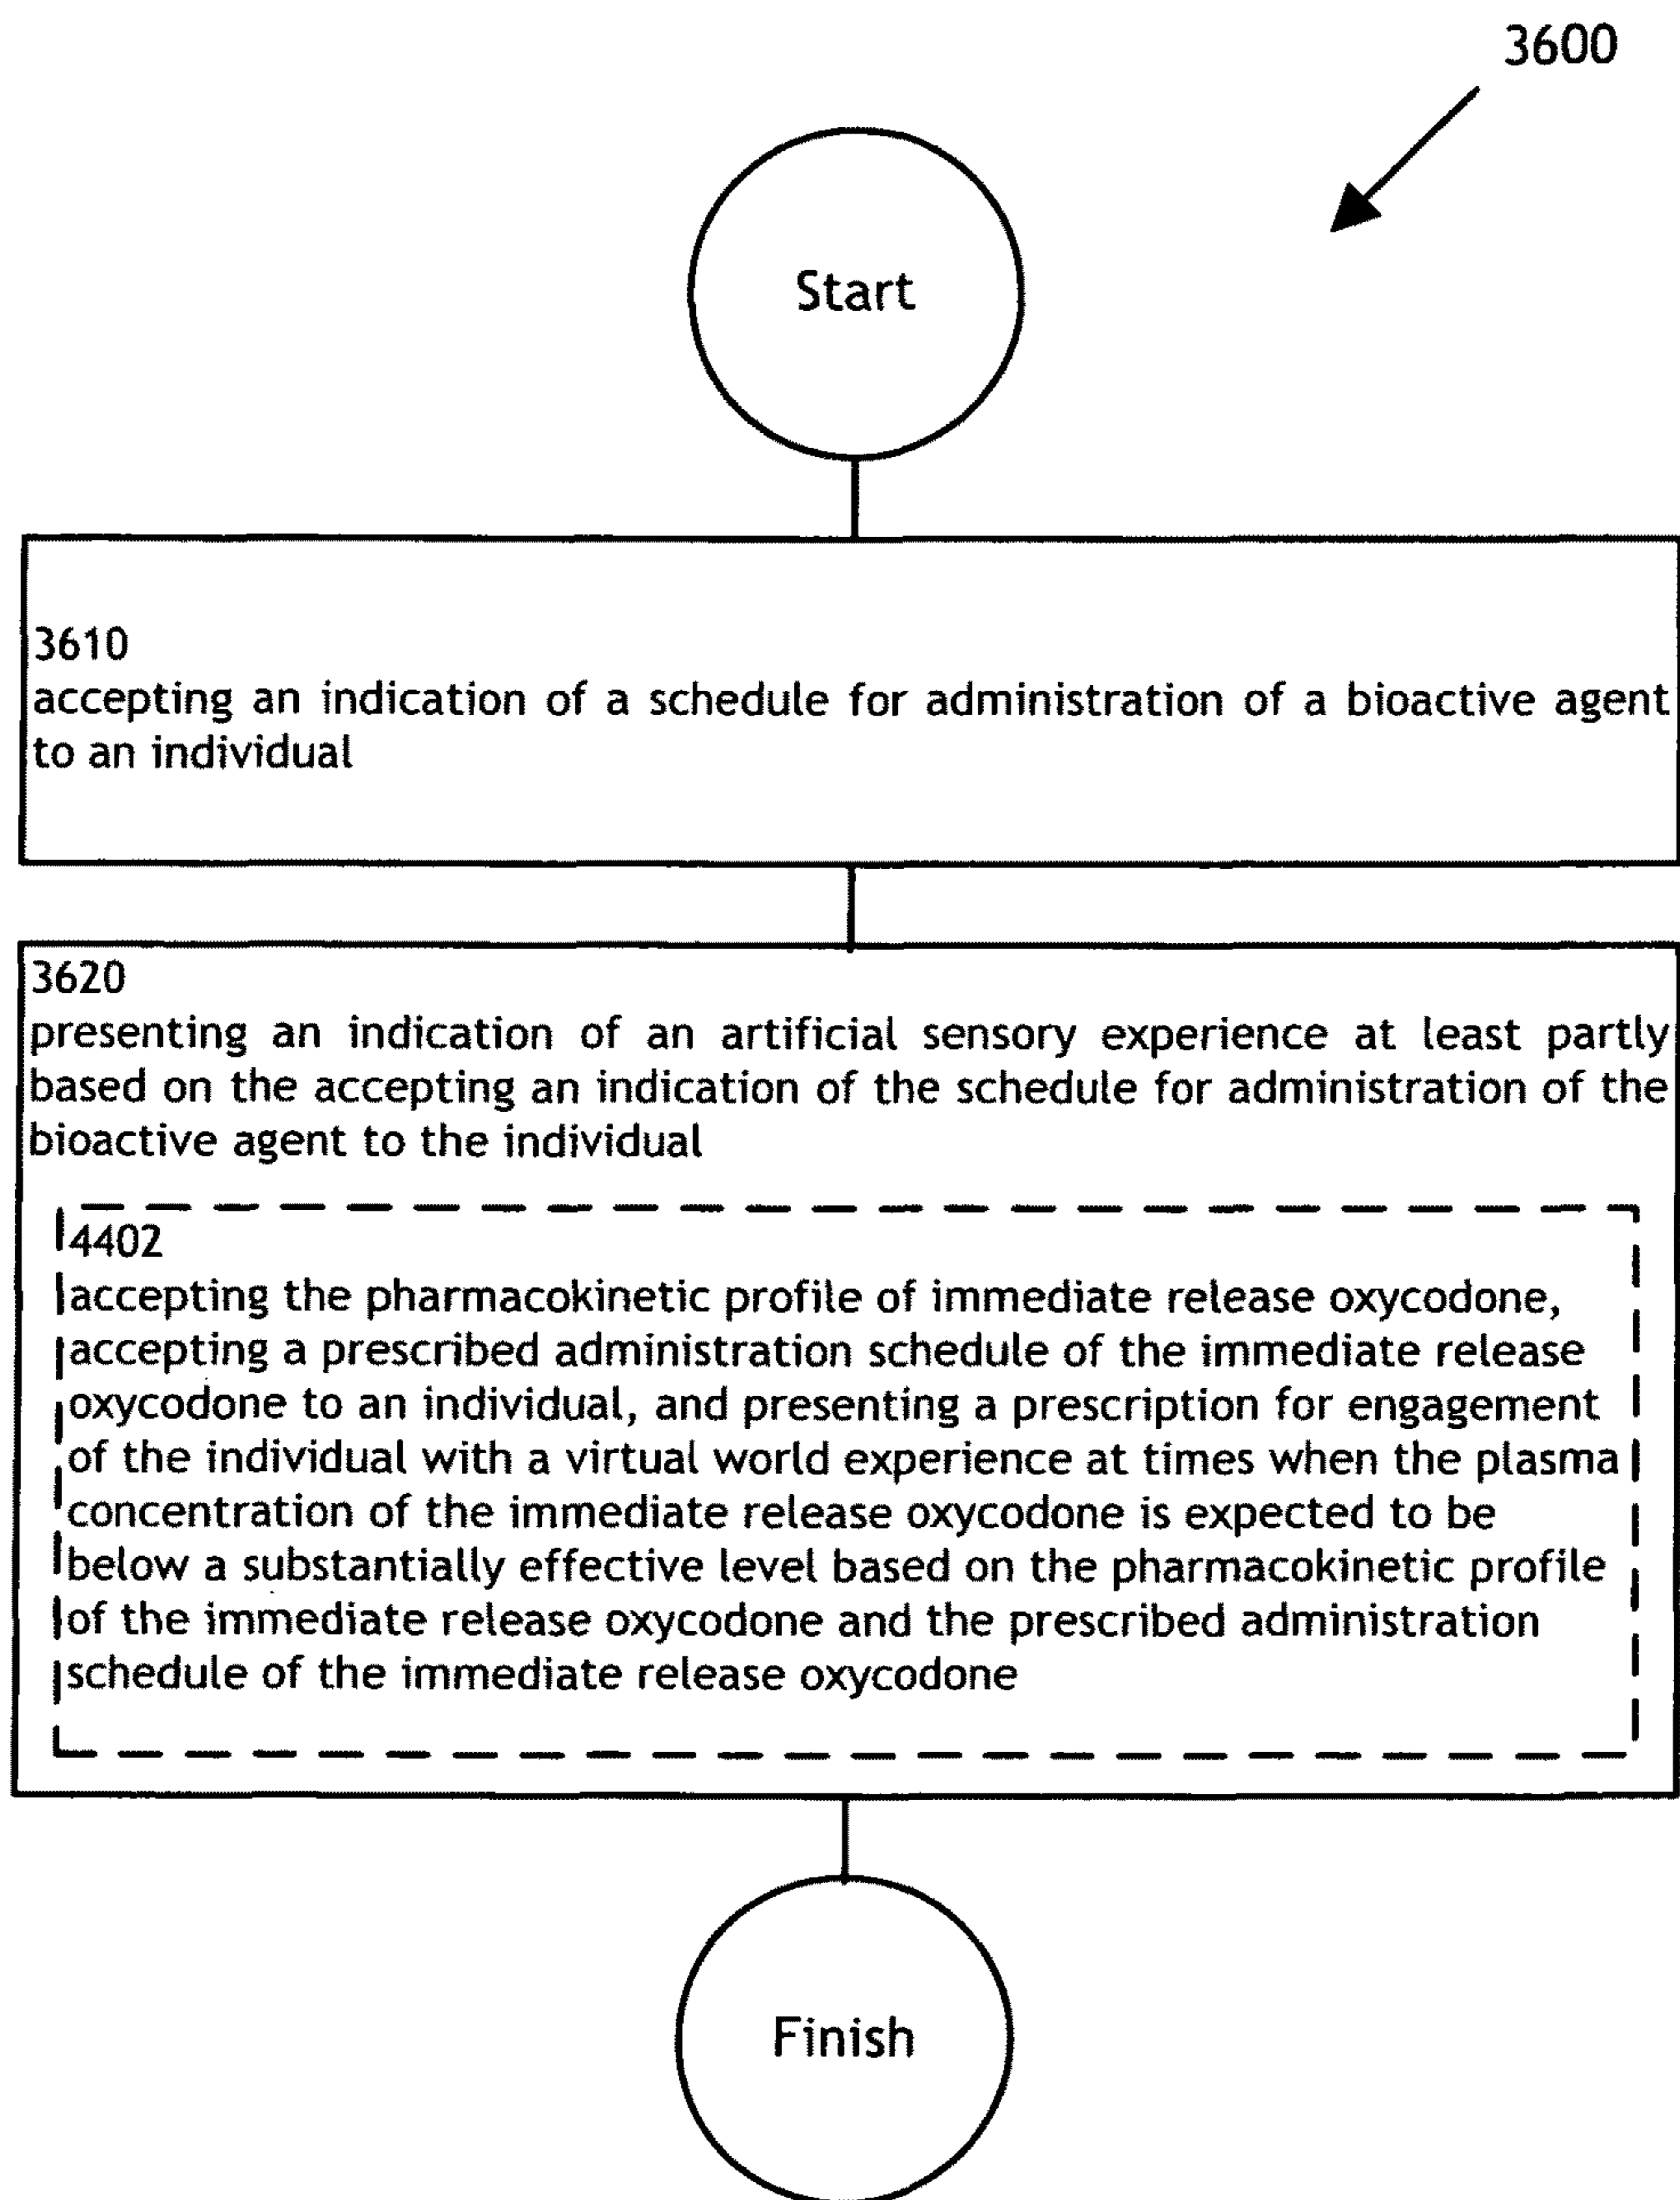 3600
Start
3610
accepting an indication of a schedule for administration of a bioactive agent
to an individual
3620
presenting an indication of an artificial sensory experience at least partly
based on the accepting an indication of the schedule for administration of the
bioactive agent to the individual
4402
accepting the pharmacokinetic profile of immediate release oxycodone,
accepting a prescribed administration schedule of the immediate release
oxycodone to an individual, and presenting a prescription for engagement
of the individual with a virtual world experience at times when the plasma
concentration of the immediate release oxycodone is expected to be
below a substantially effective level based on the pharmacokinetic profile
of the immediate release oxycodone and the prescribed administration
schedule of the immediate release oxycodone
Finish